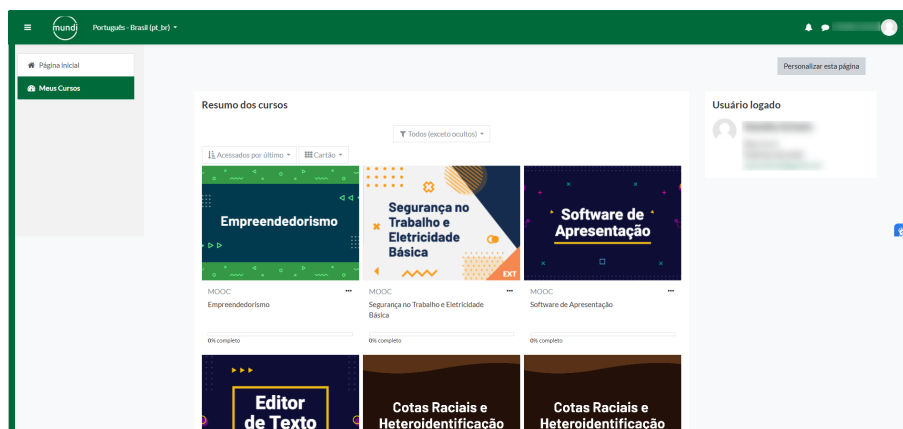 mundi
Português - Brasil (pt_br)
Página inicial
Meus Cursos
Personalizar esta página
Resumo dos cursos
Todos (exceto ocultos)
Acessados por último
Cartão
Usuário logado
Empreendedorismo
Segurança no
Trabalho e
Eletricidade
Básica
EXT
Software de
Apresentação
MOOC
Empreendedorismo
0% completo
MOOC
Segurança no Trabalho e Eletricidade
Básica
0% completo
MOOC
Software de Apresentação
0% completo
Editor
de Texto
Cotas Raciais e
Heteroidentificação
Cotas Raciais e
Heteroidentificação